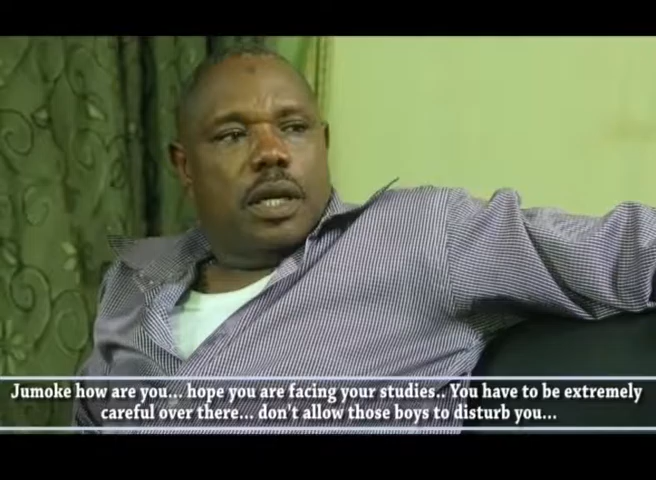 Jumoke how are you... hope you are facing your studies.. You have to be extremely
careful over there... don't allow those boys to disturb you...